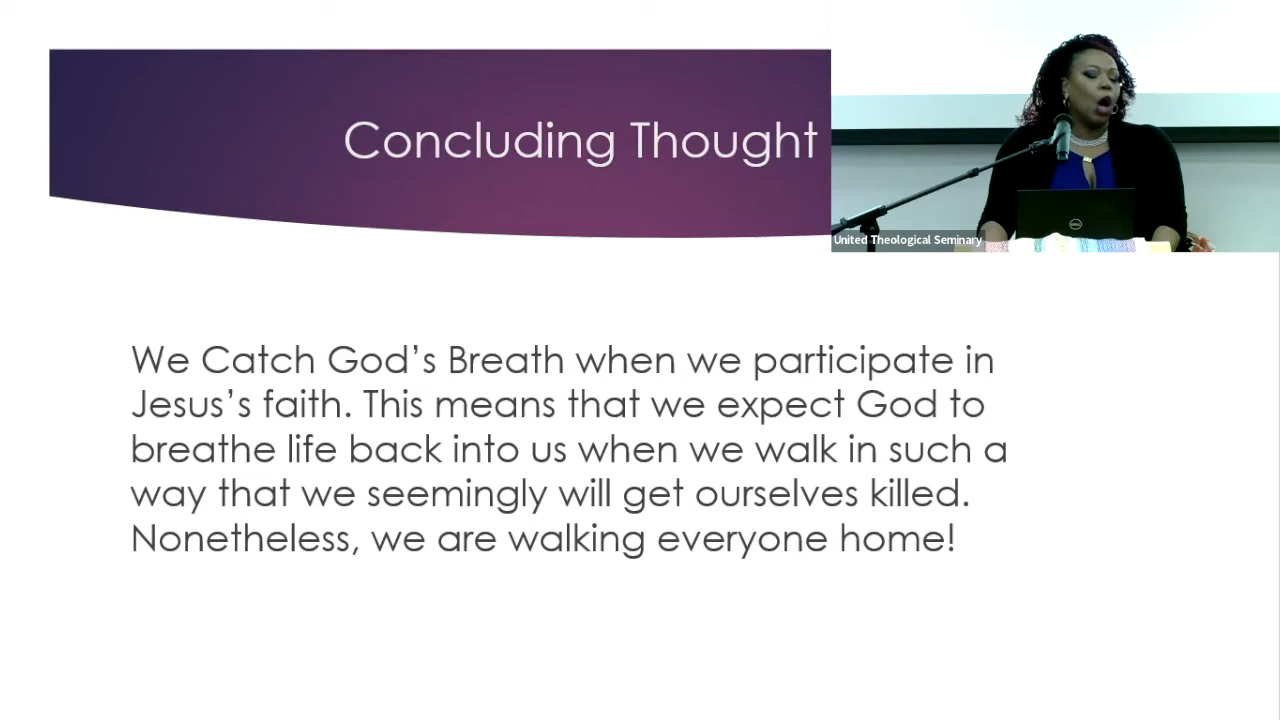 Concluding Thought
United Theological Seminary
DELL
We Catch God’s Breath when we participate in
Jesus’s faith. This means that we expect God to
breathe life back into us when we walk in such a
way that we seemingly will get ourselves killed.
Nonetheless, we are walking everyone home!